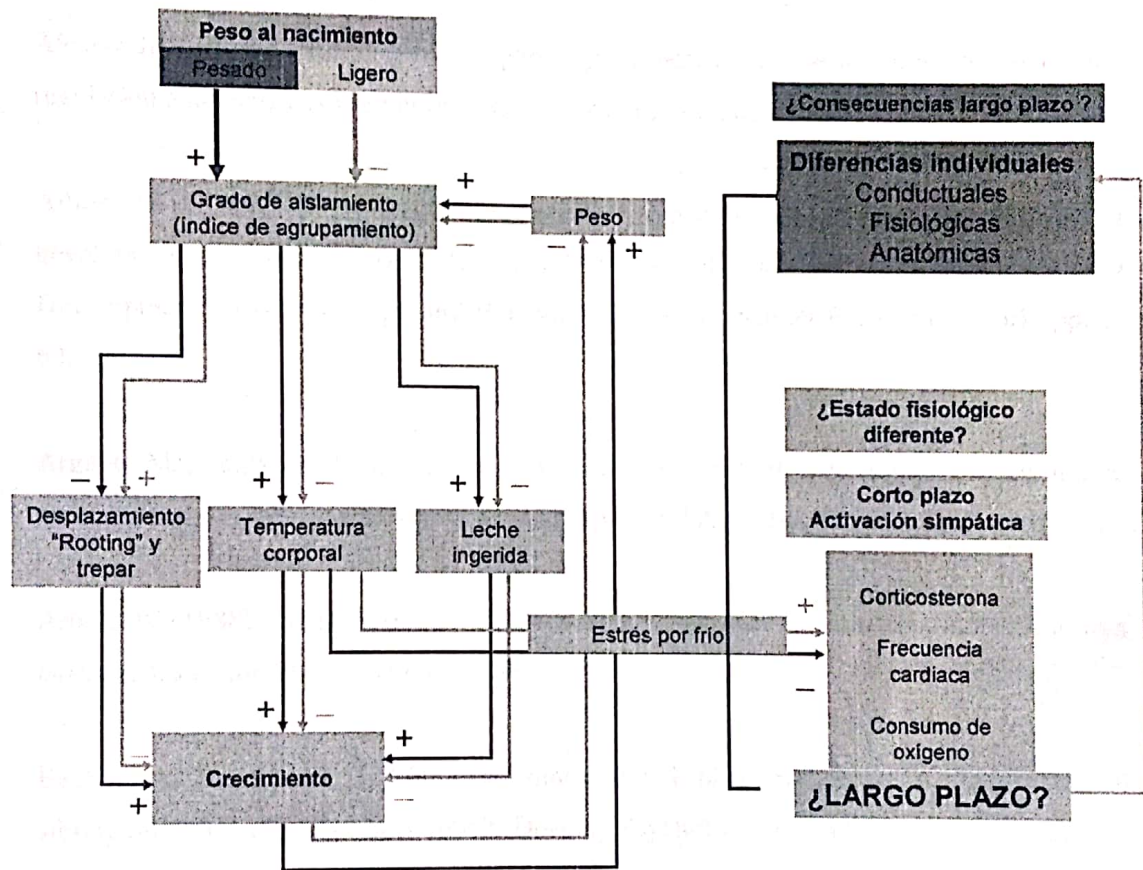 Peso al nacimiento
Pesado
Ligero
+
−
Grado de aislamiento
(índice de agrupamiento)
+
−
Peso
−
+
−
+
Desplazamiento
"Rooting" y
trepar
+
−
Temperatura
corporal
+
−
Leche
ingerida
Estrés por frío
+
−
+
−
+
−
−
+
Crecimiento
¿Consecuencias largo plazo ?
Diferencias individuales
Conductuales
Fisiológicas
Anatómicas
¿Estado fisiológico
diferente?
Corto plazo
Activación simpática
Corticosterona
Frecuencia
cardiaca
Consumo de
oxígeno
¿LARGO PLAZO?